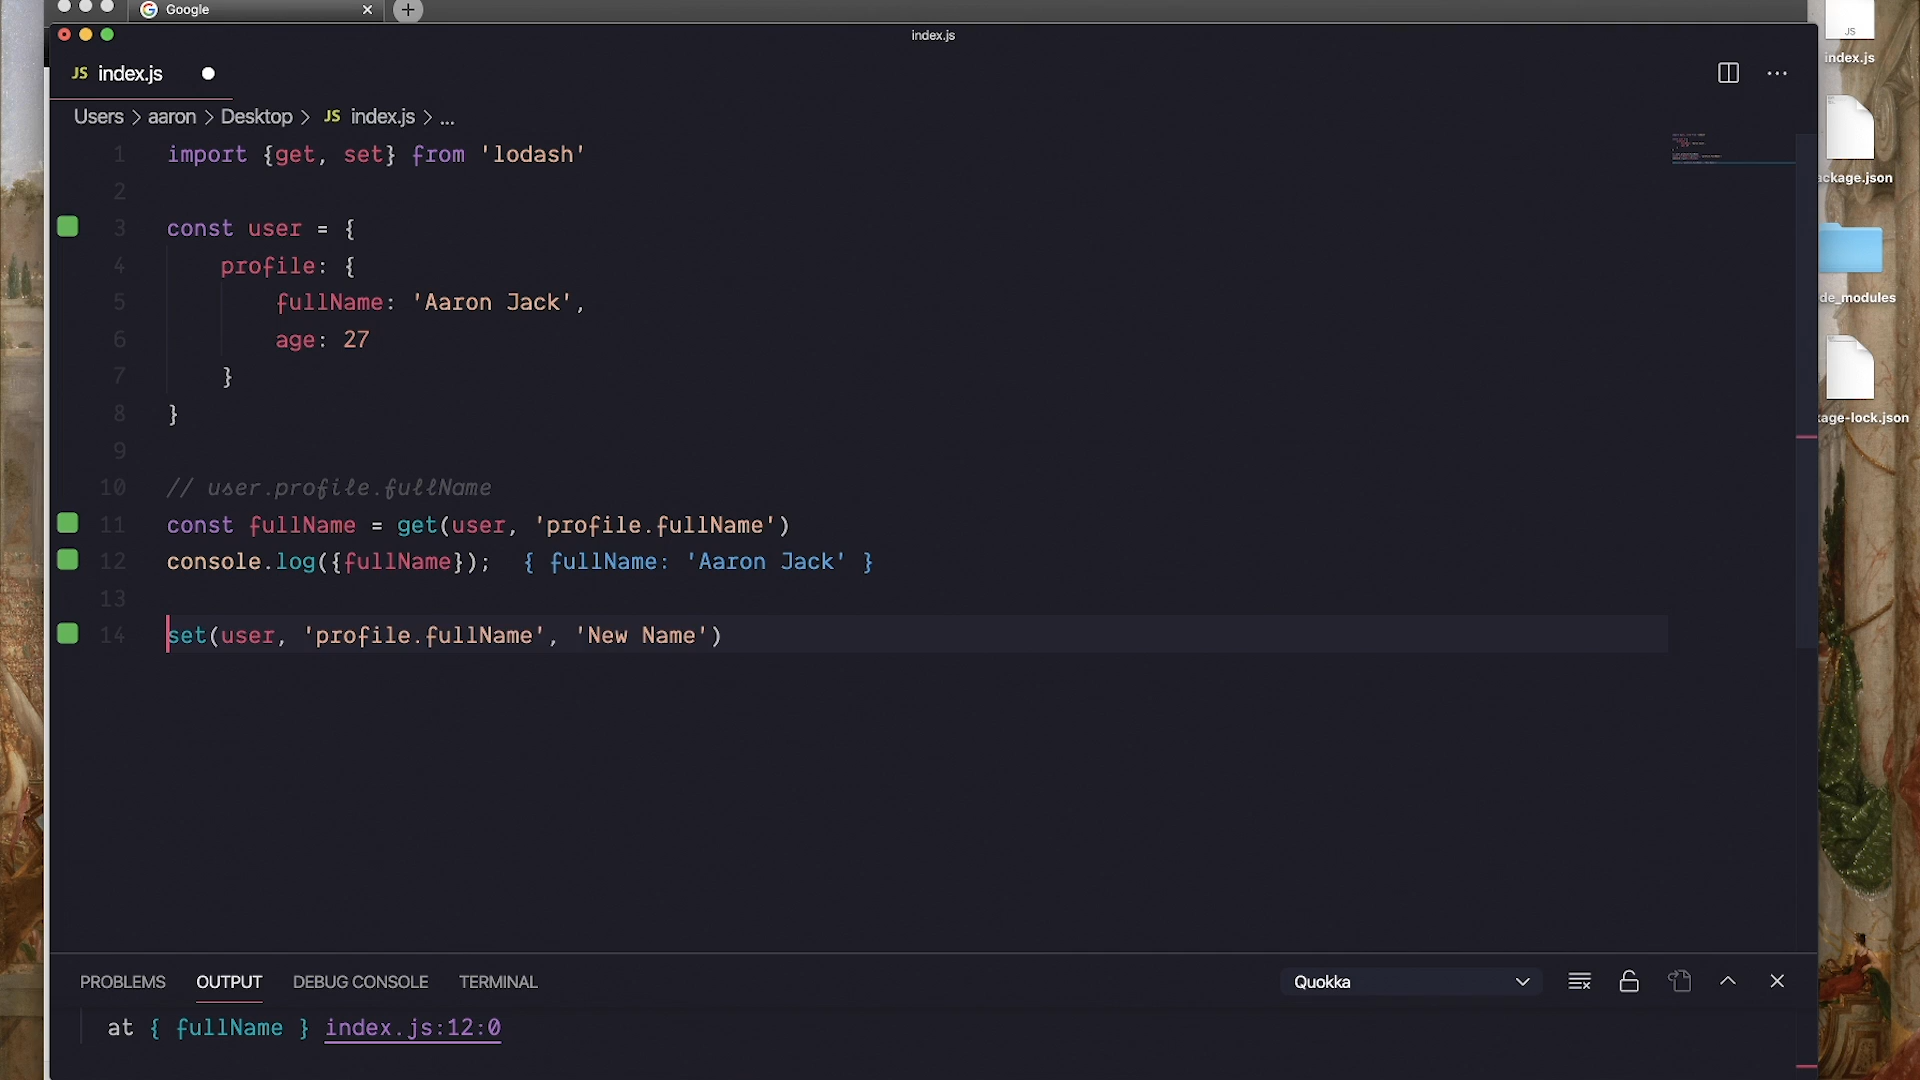 Google
index.js
JS
JS index.js
index.js
Users > aaron > Desktop > JS index.js > ...
1 import {get, set} from 'lodash'
2
3 const user = {
4 profile: {
5 fullName: 'Aaron Jack',
6 age: 27
7 }
8 }
9
10 // user.profile.fullName
11 const fullName = get(user, 'profile.fullName')
12 console.log({fullName}); { fullName: 'Aaron Jack' }
13
14 set(user, 'profile.fullName', 'New Name')
ackage.json
de_modules
kage-lock.json
PROBLEMS OUTPUT DEBUG CONSOLE TERMINAL Quokka
at { fullName } index.js:12:0